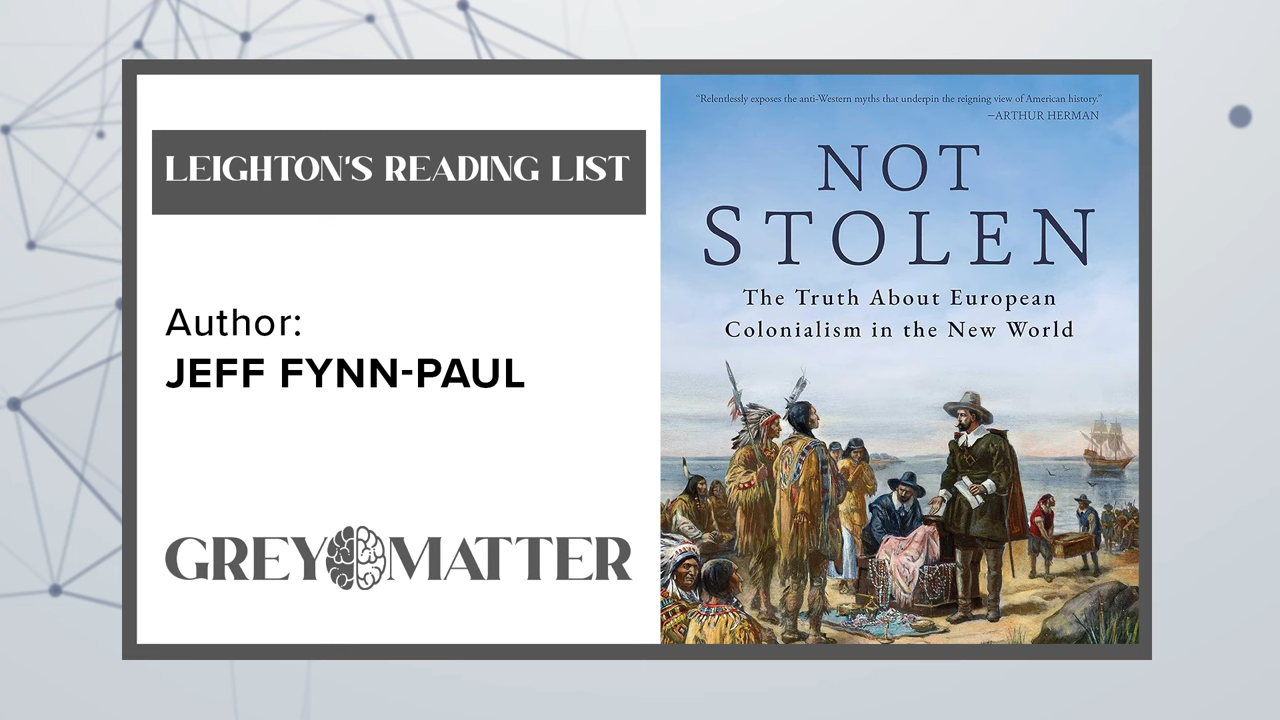 LEIGHTON'S READING LIST
Author:
JEFF FYNN-PAUL
GREY MATTER
"Relentlessly exposes the anti-Western myths that underpin the reigning view of American history."
—ARTHUR HERMAN
NOT
STOLEN
The Truth About European
Colonialism in the New World